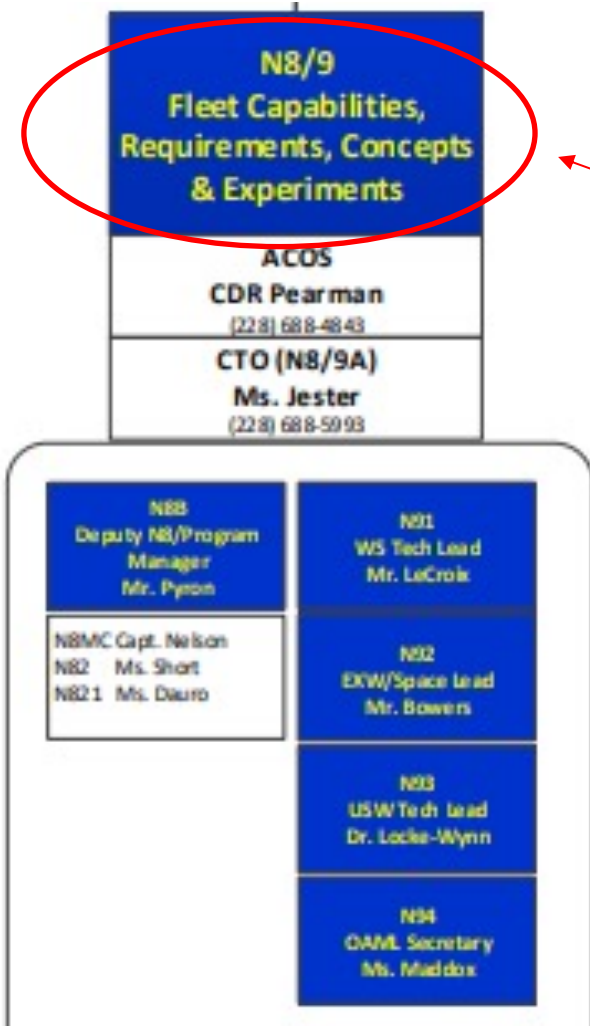 N8/9
Fleet Capabilities,
Requirements, Concepts
& Experiments
ACOS
CDR Pearman
(228) 688-4843
CTO (N8/9A)
Ms. Jester
(228) 688-5993
N8B
Deputy N8/Program
Manager
Mr. Pyron
N8MC Capt. Nelson
N82 Ms. Short
N821 Ms. Dauro
N91
WS Tech Lead
Mr. LeCroix
N92
EXW/Space Lead
Mr. Bowers
N93
USW Tech Lead
Dr. Locke-Wynn
N94
OAML Secretary
Ms. Maddox